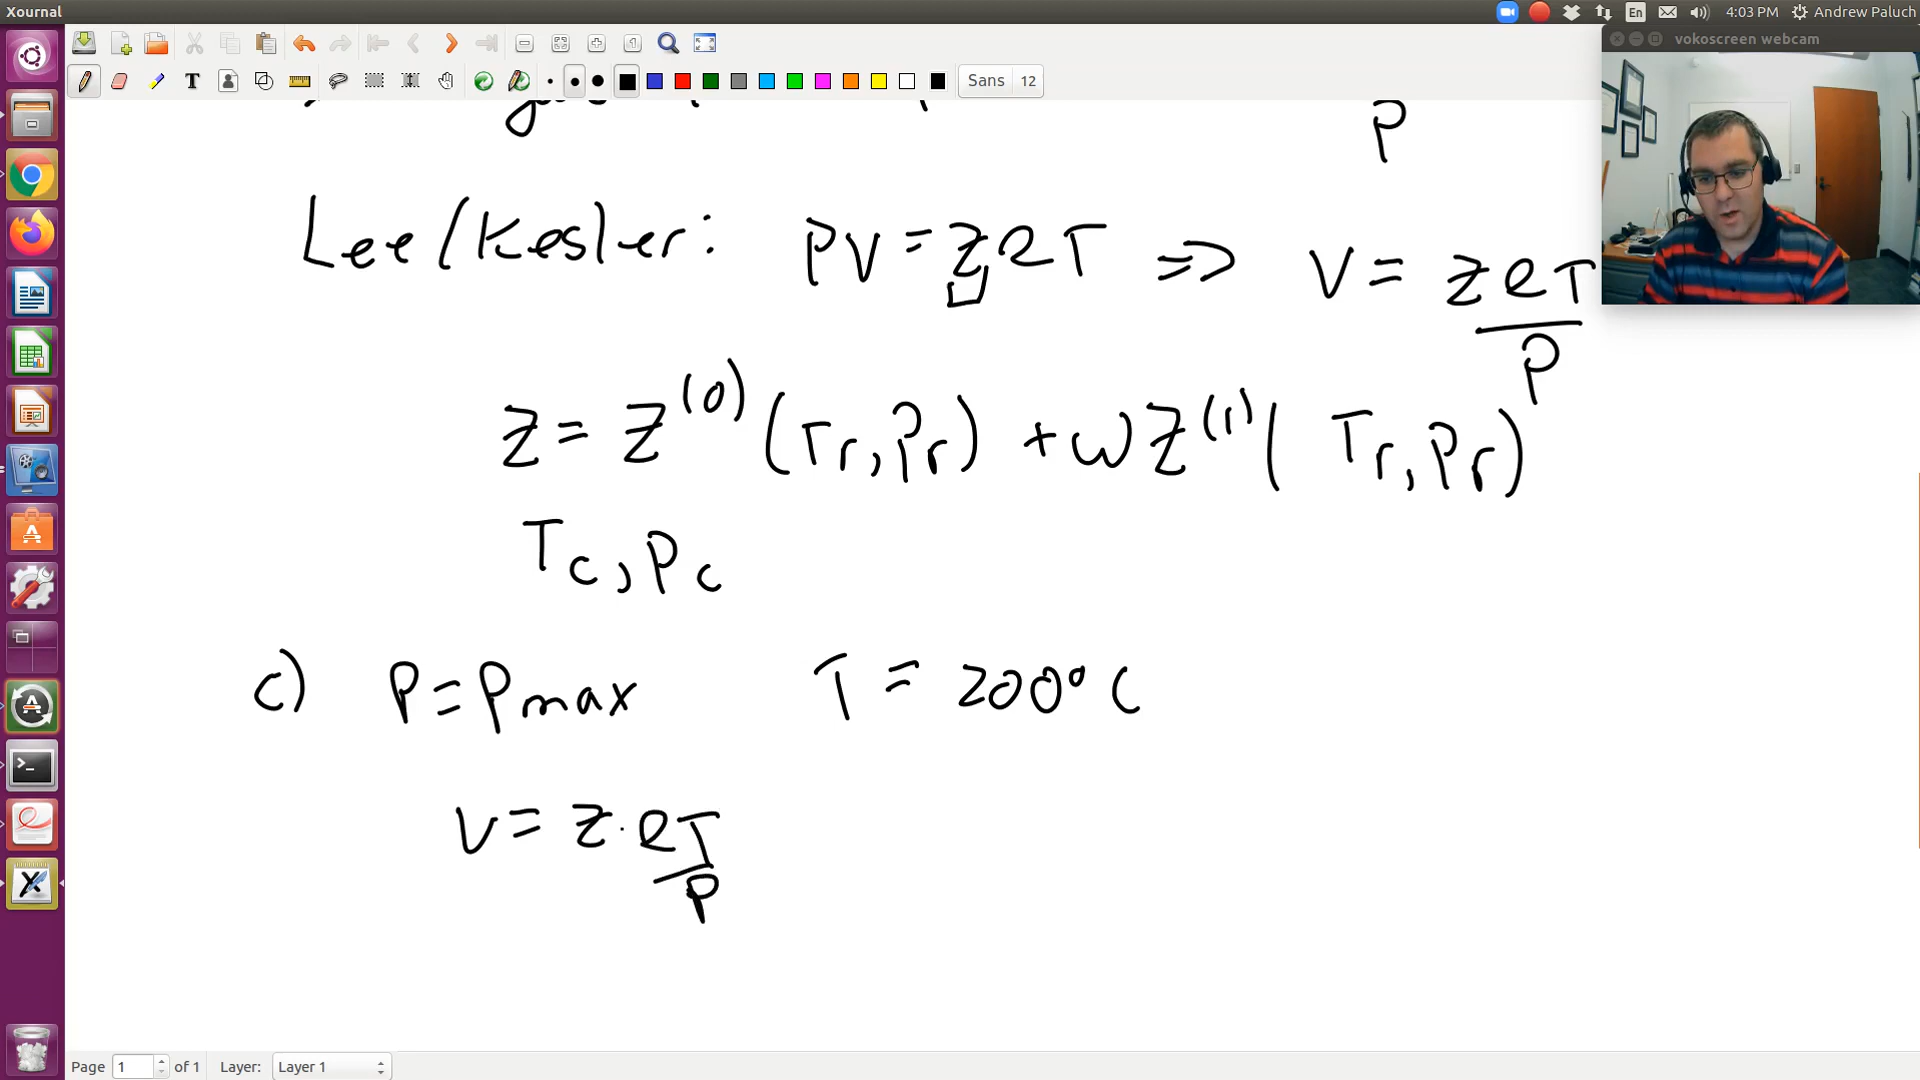 Xournal
En
4:03 PM
Andrew Paluch
vokoscreen webcam
Sans 12
P
Lee/Kesler: PV = zRT ⇒ V = zRT
P
z = z^(0) (Tr, Pr) + ω z^(1) ( Tr, Pr)
Tc, Pc
c) P = Pmax T = 200° C
V = z · RT
P
Page 1 of 1 Layer: Layer 1